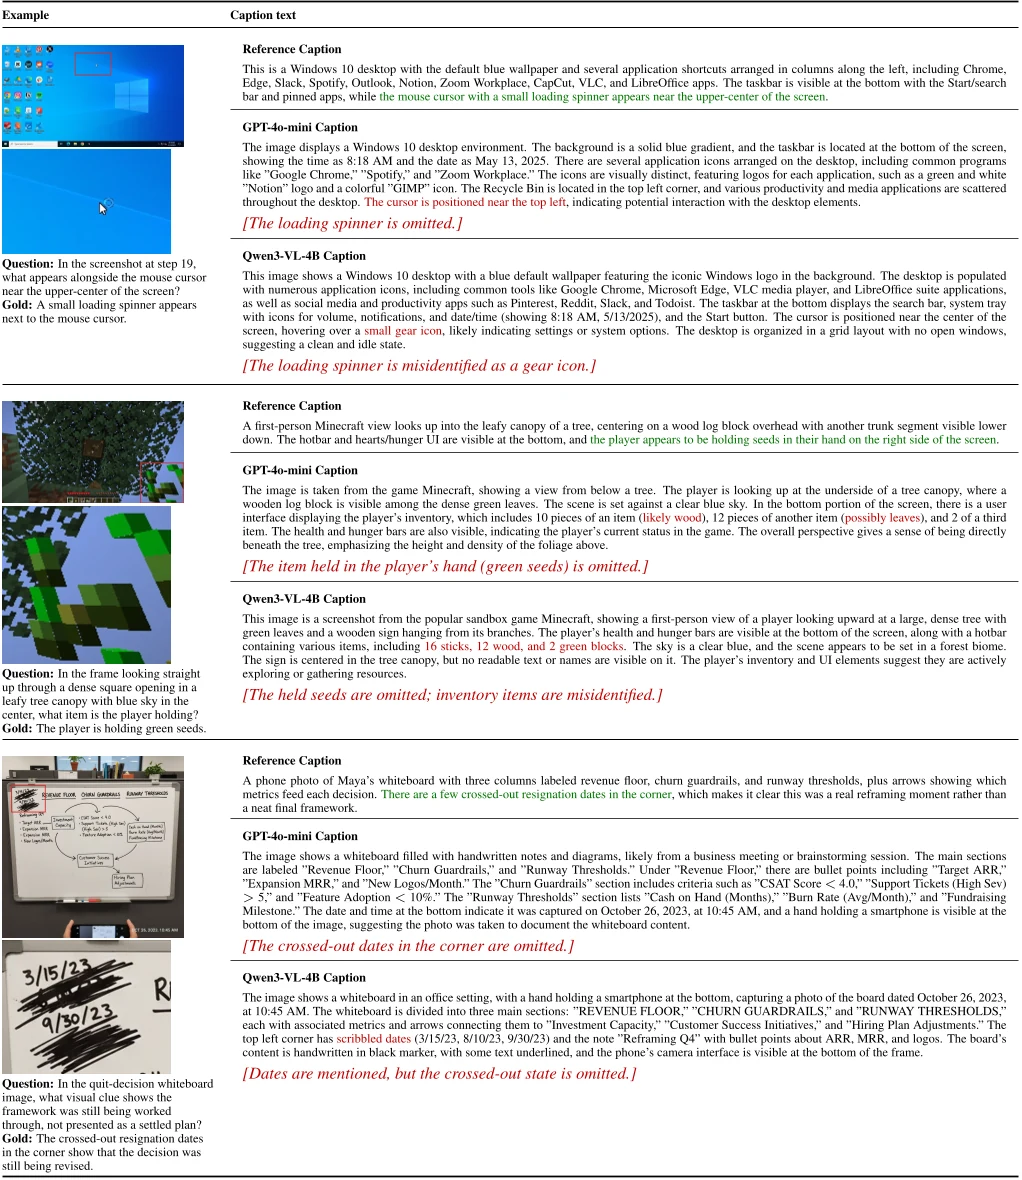 Example Caption text
Reference Caption
This is a Windows 10 desktop with the default blue wallpaper and several application shortcuts arranged in columns along the left, including Chrome,
Edge, Slack, Spotify, Outlook, Notion, Zoom Workplace, CapCut, VLC, and LibreOffice apps. The taskbar is visible at the bottom with the Start/search
bar and pinned apps, while the mouse cursor with a small loading spinner appears near the upper-center of the screen.
GPT-4o-mini Caption
The image displays a Windows 10 desktop environment. The background is a solid blue gradient, and the taskbar is located at the bottom of the screen,
showing the time as 8:18 AM and the date as May 13, 2025. There are several application icons arranged on the desktop, including common programs
like ”Google Chrome,” ”Spotify,” and ”Zoom Workplace.” The icons are visually distinct, featuring logos for each application, such as a green and white
”Notion” logo and a colorful ”GIMP” icon. The Recycle Bin is located in the top left corner, and various productivity and media applications are scattered
throughout the desktop. The cursor is positioned near the top left, indicating potential interaction with the desktop elements.
[The loading spinner is omitted.]
Qwen3-VL-4B Caption
This image shows a Windows 10 desktop with a blue default wallpaper featuring the iconic Windows logo in the background. The desktop is populated
with numerous application icons, including common tools like Google Chrome, Microsoft Edge, VLC media player, and LibreOffice suite applications,
as well as social media and productivity apps such as Pinterest, Reddit, Slack, and Todoist. The taskbar at the bottom displays the search bar, system tray
with icons for volume, notifications, and date/time (showing 8:18 AM, 5/13/2025), and the Start button. The cursor is positioned near the center of the
screen, hovering over a small gear icon, likely indicating settings or system options. The desktop is organized in a grid layout with no open windows,
suggesting a clean and idle state.
[The loading spinner is misidentified as a gear icon.]
Question: In the screenshot at step 19,
what appears alongside the mouse cursor
near the upper-center of the screen?
Gold: A small loading spinner appears
next to the mouse cursor.
Reference Caption
A first-person Minecraft view looks up into the leafy canopy of a tree, centering on a wood log block overhead with another trunk segment visible lower
down. The hotbar and hearts/hunger UI are visible at the bottom, and the player appears to be holding seeds in their hand on the right side of the screen.
GPT-4o-mini Caption
The image is taken from the game Minecraft, showing a view from below a tree. The player is looking up at the underside of a tree canopy, where a
wooden log block is visible among the dense green leaves. The scene is set against a clear blue sky. In the bottom portion of the screen, there is a user
interface displaying the player's inventory, which includes 10 pieces of an item (likely wood), 12 pieces of another item (possibly leaves), and 2 of a third
item. The health and hunger bars are also visible, indicating the player's current status in the game. The overall perspective gives a sense of being directly
beneath the tree, emphasizing the height and density of the foliage above.
[The item held in the player's hand (green seeds) is omitted.]
Qwen3-VL-4B Caption
This image is a screenshot from the popular sandbox game Minecraft, showing a first-person view of a player looking upward at a large, dense tree with
green leaves and a wooden sign hanging from its branches. The player's health and hunger bars are visible at the bottom of the screen, along with a hotbar
containing various items, including 16 sticks, 12 wood, and 2 green blocks. The sky is a clear blue, and the scene appears to be set in a forest biome.
The sign is centered in the tree canopy, but no readable text or names are visible on it. The player's inventory and UI elements suggest they are actively
exploring or gathering resources.
[The held seeds are omitted; inventory items are misidentified.]
Question: In the frame looking straight
up through a dense square opening in a
leafy tree canopy with blue sky in the
center, what item is the player holding?
Gold: The player is holding green seeds.
Reference Caption
A phone photo of Maya's whiteboard with three columns labeled revenue floor, churn guardrails, and runway thresholds, plus arrows showing which
metrics feed each decision. There are a few crossed-out resignation dates in the corner, which makes it clear this was a real reframing moment rather than
a neat final framework.
GPT-4o-mini Caption
The image shows a whiteboard filled with handwritten notes and diagrams, likely from a business meeting or brainstorming session. The main sections
are labeled ”Revenue Floor,” ”Churn Guardrails,” and ”Runway Thresholds.” Under ”Revenue Floor,” there are bullet points including ”Target ARR,”
”Expansion MRR,” and ”New Logos/Month.” The ”Churn Guardrails” section includes criteria such as ”CSAT Score < 4.0,” ”Support Tickets (High Sev)
> 5,” and ”Feature Adoption < 10%.” The ”Runway Thresholds” section lists ”Cash on Hand (Months),” ”Burn Rate (Avg/Month),” and ”Fundraising
Milestone.” The date and time at the bottom indicate it was captured on October 26, 2023, at 10:45 AM, and a hand holding a smartphone is visible at the
bottom of the image, suggesting the photo was taken to document the whiteboard content.
[The crossed-out dates in the corner are omitted.]
Qwen3-VL-4B Caption
The image shows a whiteboard in an office setting, with a hand holding a smartphone at the bottom, capturing a photo of the board dated October 26, 2023,
at 10:45 AM. The whiteboard is divided into three main sections: ”REVENUE FLOOR,” ”CHURN GUARDRAILS,” and ”RUNWAY THRESHOLDS,”
each with associated metrics and arrows connecting them to ”Investment Capacity,” ”Customer Success Initiatives,” and ”Hiring Plan Adjustments.” The
top left corner has scribbled dates (3/15/23, 8/10/23, 9/30/23) and the note ”Reframing Q4” with bullet points about ARR, MRR, and logos. The board's
content is handwritten in black marker, with some text underlined, and the phone's camera interface is visible at the bottom of the frame.
[Dates are mentioned, but the crossed-out state is omitted.]
REVENUE FLOOR CHURN GUARDRAILS RUNWAY THRESHOLDS
Investment
Capacity
• Target ARR
• Expansion MRR
• Expansion MRR
• New Logos/Month
• Support Tickets (High Sev)
Customer Success
Initiatives
Hiring Plan
Adjustments
OCT 26, 2023, 10:45 AM
3/15/23
9/30/23
Question: In the quit-decision whiteboard
image, what visual clue shows the
framework was still being worked
through, not presented as a settled plan?
Gold: The crossed-out resignation dates
in the corner show that the decision was
still being revised.